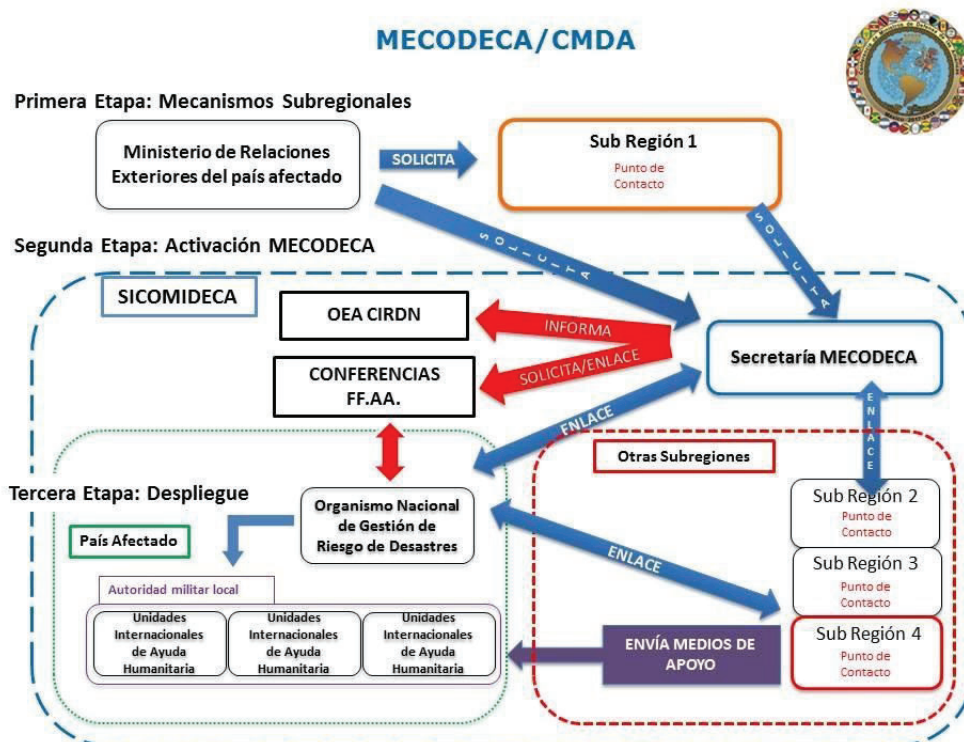 MECODECA/CMDA
Primera Etapa: Mecanismos Subregionales
Ministerio de Relaciones
Exteriores del país afectado
SOLICITA
Sub Región 1
Punto de
Contacto
SOLICITA
SOLICITA
Segunda Etapa: Activación MECODECA
SICOMIDECA
OEA CIRDN
INFORMA
Secretaría MECODECA
SOLICITA/ENLACE
CONFERENCIAS
FF.AA.
ENLACE
ENLACE
Otras Subregiones
Tercera Etapa: Despliegue
Organismo Nacional
de Gestión de
Riesgo de Desastres
Sub Región 2
Punto de
Contacto
País Afectado
ENLACE
Sub Región 3
Punto de
Contacto
Autoridad militar local
Unidades
Internacionales
de Ayuda
Humanitaria
Unidades
Internacionales
de Ayuda
Humanitaria
Unidades
Internacionales
de Ayuda
Humanitaria
ENVÍA MEDIOS DE
APOYO
Sub Región 4
Punto de
Contacto